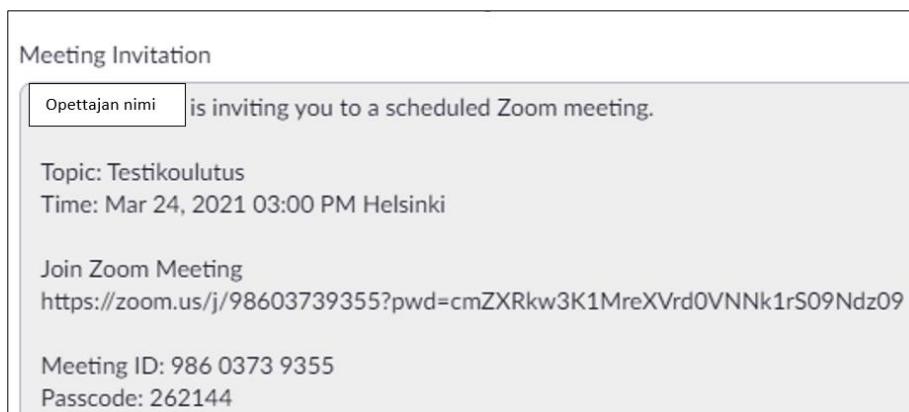 Meeting Invitation
Opettajan nimi is inviting you to a scheduled Zoom meeting.
Topic: Testikoulutus
Time: Mar 24, 2021 03:00 PM Helsinki
Join Zoom Meeting
https://zoom.us/j/98603739355?pwd=cmZXRkw3K1MreXVrd0VNNk1rS09Ndz09
Meeting ID: 986 0373 9355
Passcode: 262144